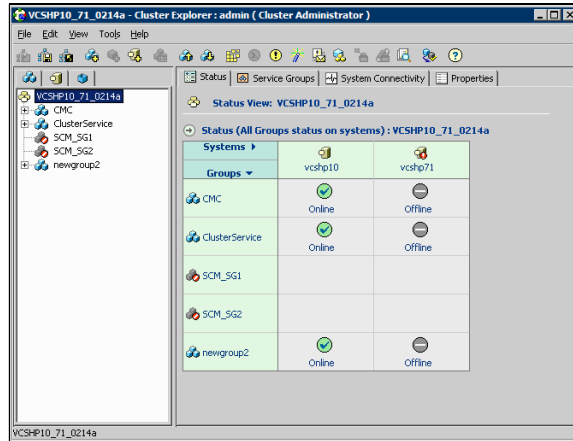 VCSHP10_71_0214a - Cluster Explorer : admin ( Cluster Administrator )
File Edit View Tools Help
Status Service Groups System Connectivity Properties
VCSHP10_71_0214a
CMC
ClusterService
SCM_SG1
SCM_SG2
newgroup2
Status View: VCSHP10_71_0214a
Status (All Groups status on systems) : VCSHP10_71_0214a
Systems
Groups
vcshp10 vcshp71
CMC Online Offline
ClusterService Online Offline
SCM_SG1
SCM_SG2
newgroup2 Online Offline
VCSHP10_71_0214a